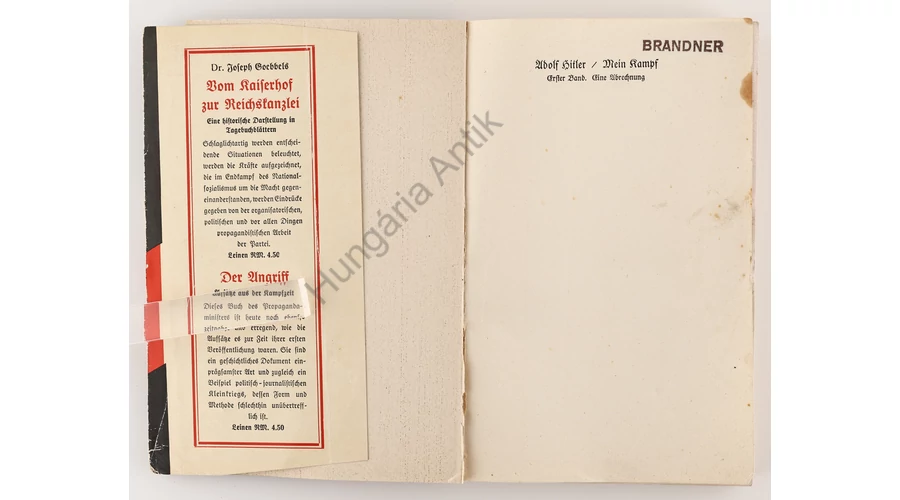 Dr. Joseph Goebbels
Vom Kaiserhof
zur Reichskanzlei
Eine historische Darstellung in
Tagebuchblättern
Schlaglichtartig werden entschei-
dende Situationen beleuchtet,
werden die Kräfte aufgezeichnet,
die im Endkampf des National-
sozialismus um die Macht gegen-
einanderstanden, werden Eindrücke
gegeben von der organisatorischen,
politischen und vor allen Dingen
propagandistischen Arbeit
der Partei.
Leinen RM. 4.50
Der Angriff
aus der Kampfzeit
Dieses Buch des Propaganda-
ministers ist heute noch
und erregend, wie die
Aufsätze es zur Zeit ihrer ersten
Veröffentlichung waren. Sie sind
ein geschichtliches Dokument ein-
prägsamster Art und zugleich ein
Beispiel politisch-journalistischen
Kleinkriegs, dessen Form und
Methode schlechthin unübertreff-
lich ist.
Leinen RM. 4.50
BRANDNER
Adolf Hitler / Mein Kampf
Erster Band. Eine Abrechnung
Hungária Antik